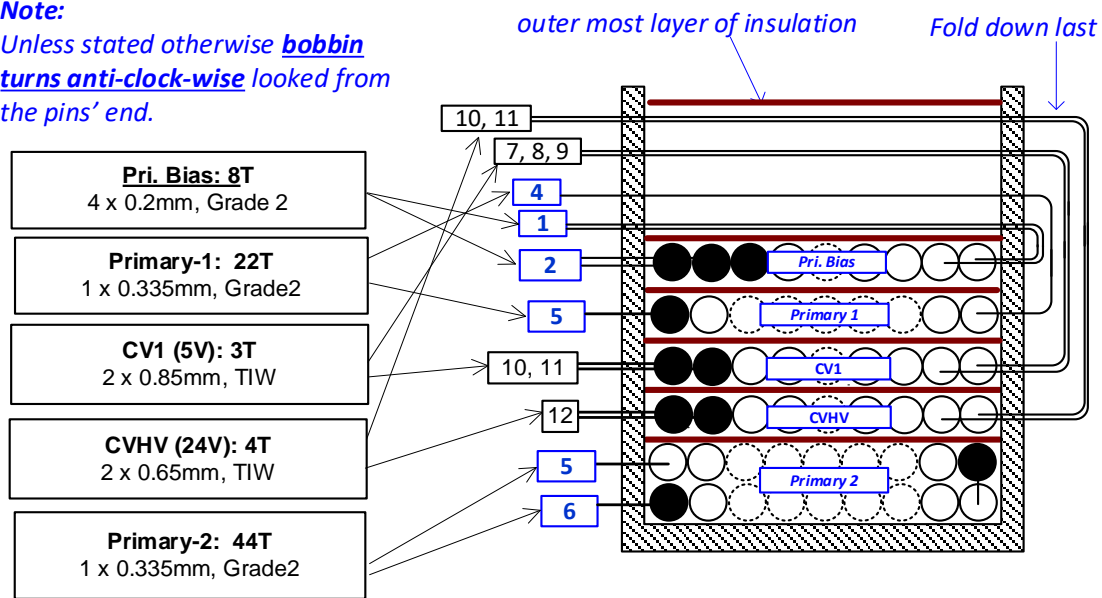 Note:
Unless stated otherwise bobbin
turns anti-clock-wise looked from
the pins’ end.
outer most layer of insulation
Fold down last
10, 11
7, 8, 9
4
1
2
5
10, 11
12
5
6
Pri. Bias: 8T
4 x 0.2mm, Grade 2
Primary-1: 22T
1 x 0.335mm, Grade2
CV1 (5V): 3T
2 x 0.85mm, TIW
CVHV (24V): 4T
2 x 0.65mm, TIW
Primary-2: 44T
1 x 0.335mm, Grade2
Pri. Bias
Primary 1
CV1
CVHV
Primary 2